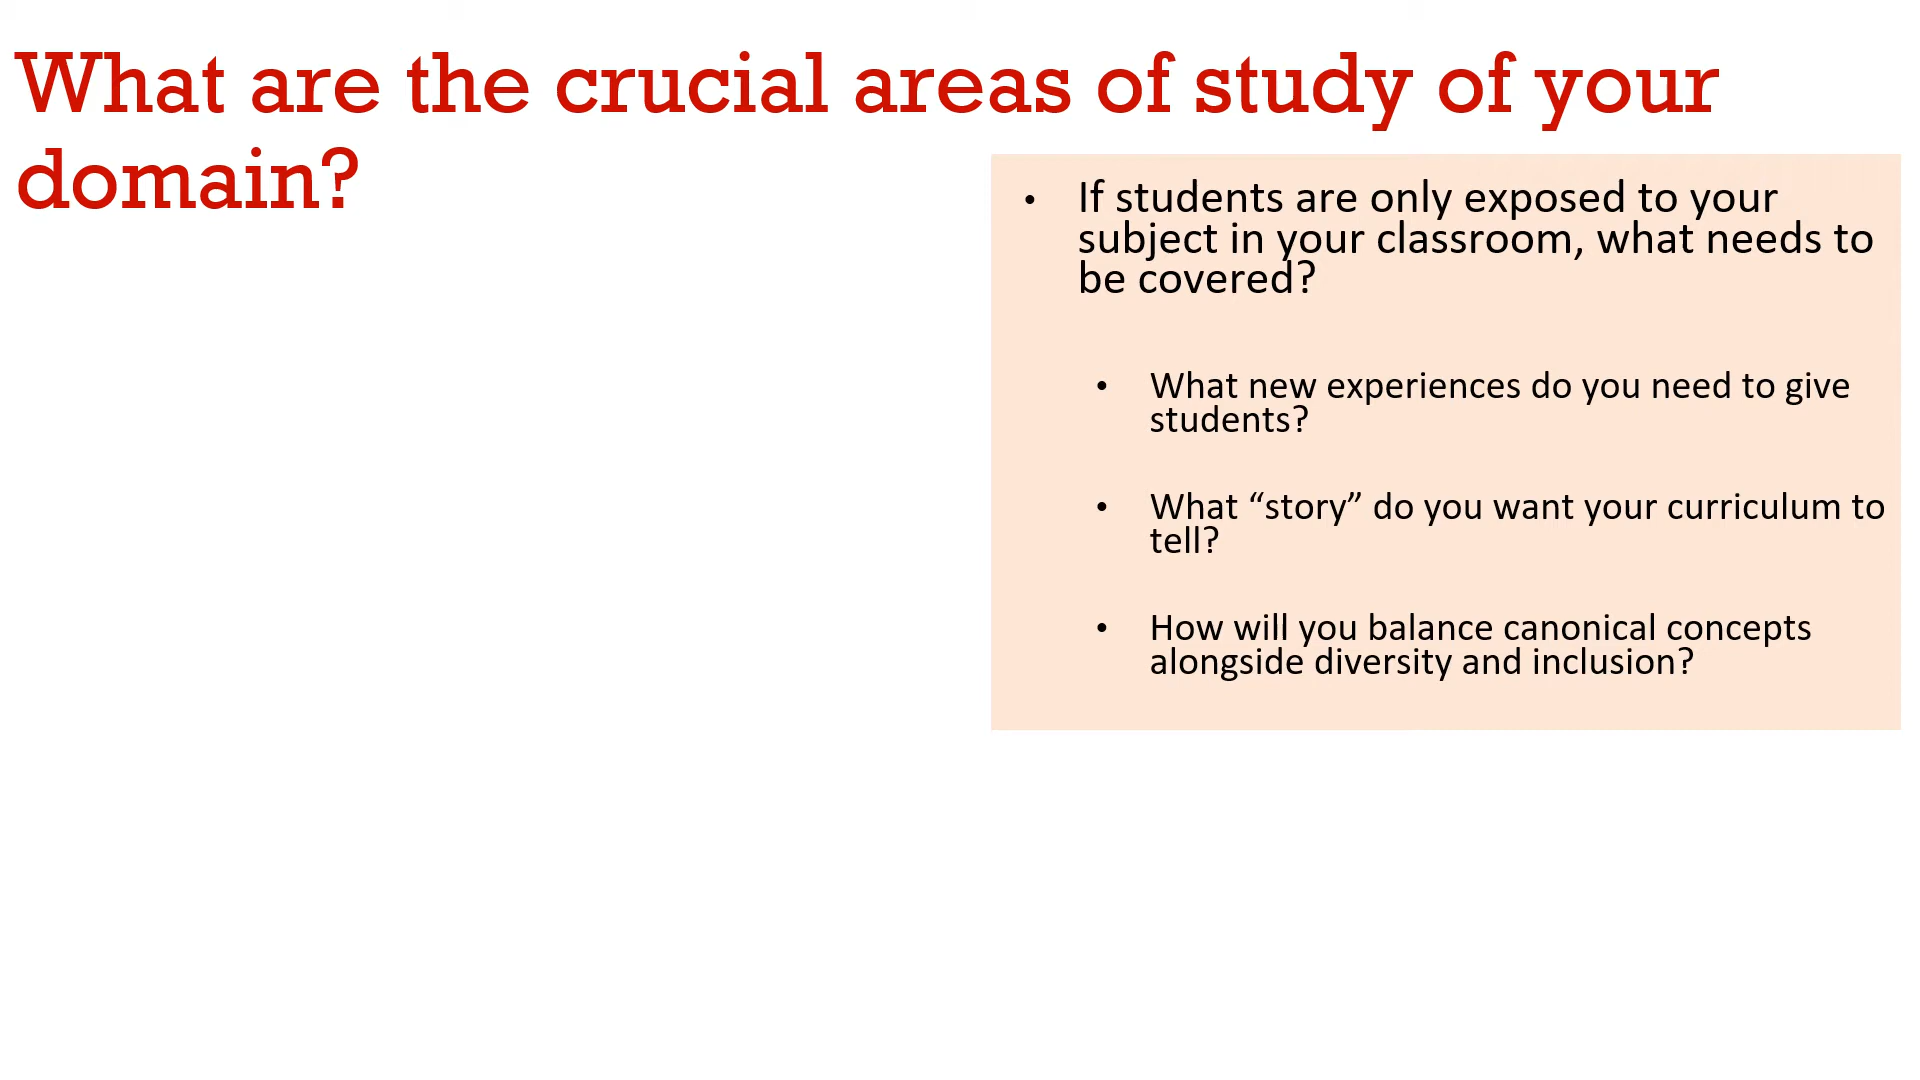 What are the crucial areas of study of your
domain?
• If students are only exposed to your
subject in your classroom, what needs to
be covered?
• What new experiences do you need to give
students?
• What “story” do you want your curriculum to
tell?
• How will you balance canonical concepts
alongside diversity and inclusion?